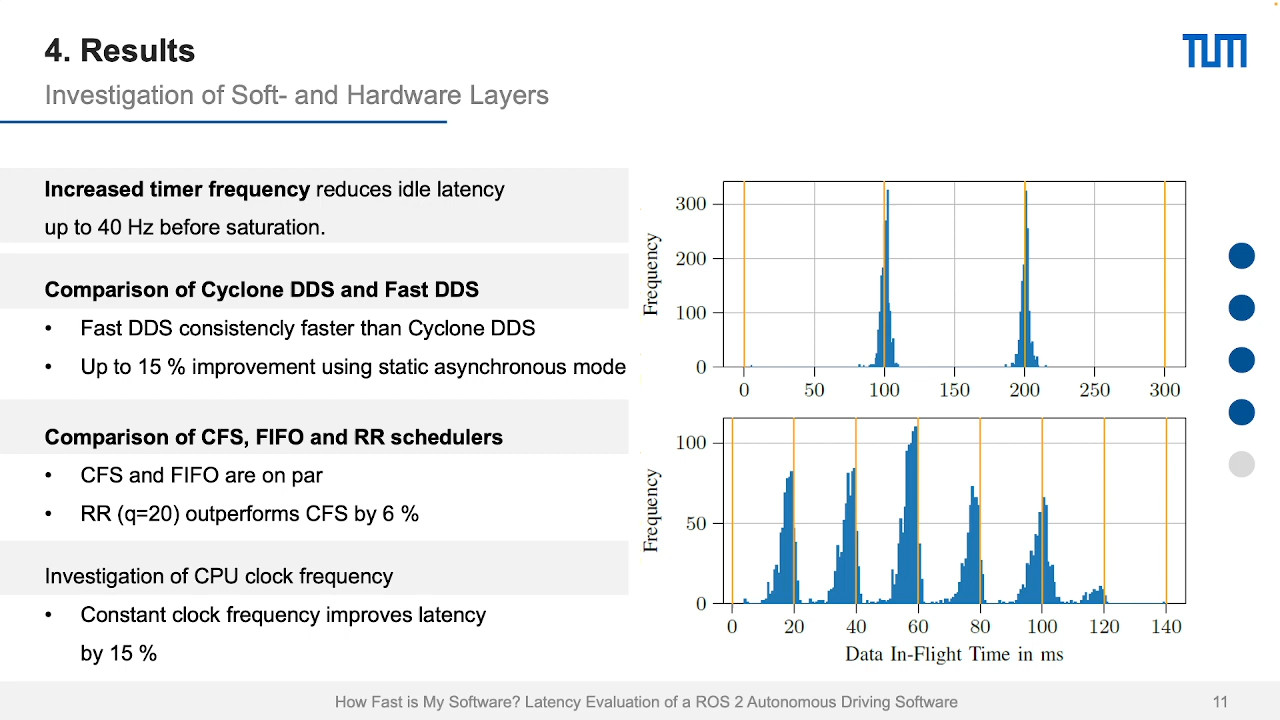 4. Results
TUM
Investigation of Soft- and Hardware Layers
Increased timer frequency reduces idle latency
up to 40 Hz before saturation.
Comparison of Cyclone DDS and Fast DDS
• Fast DDS consistencly faster than Cyclone DDS
• Up to 15 % improvement using static asynchronous mode
Comparison of CFS, FIFO and RR schedulers
• CFS and FIFO are on par
• RR (q=20) outperforms CFS by 6 %
Investigation of CPU clock frequency
• Constant clock frequency improves latency
by 15 %
Frequency
300
200
100
0
0 50 100 150 200 250 300
Frequency
100
50
0
0 20 40 60 80 100 120 140
Data In-Flight Time in ms
How Fast is My Software? Latency Evaluation of a ROS 2 Autonomous Driving Software
11